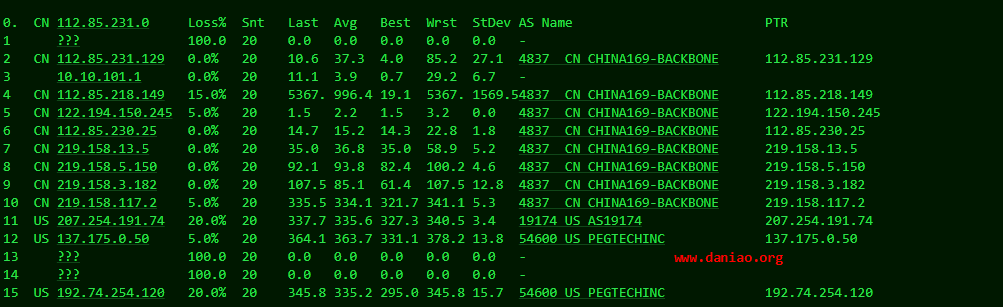 0. CN 112.85.231.0 Loss% Snt Last Avg Best Wrst StDev AS Name PTR
1 ??? 100.0 20 0.0 0.0 0.0 0.0 0.0 -
2 CN 112.85.231.129 0.0% 20 10.6 37.3 4.0 85.2 27.1 4837 CN CHINA169-BACKBONE 112.85.231.129
3 10.10.101.1 0.0% 20 11.1 3.9 0.7 29.2 6.7 -
4 CN 112.85.218.149 15.0% 20 5367. 996.4 19.1 5367. 1569.54837 CN CHINA169-BACKBONE 112.85.218.149
5 CN 122.194.150.245 5.0% 20 1.5 2.2 1.5 3.2 0.0 4837 CN CHINA169-BACKBONE 122.194.150.245
6 CN 112.85.230.25 0.0% 20 14.7 15.2 14.3 22.8 1.8 4837 CN CHINA169-BACKBONE 112.85.230.25
7 CN 219.158.13.5 0.0% 20 35.0 36.8 35.0 58.9 5.2 4837 CN CHINA169-BACKBONE 219.158.13.5
8 CN 219.158.5.150 0.0% 20 92.1 93.8 82.4 100.2 4.6 4837 CN CHINA169-BACKBONE 219.158.5.150
9 CN 219.158.3.182 0.0% 20 107.5 85.1 61.4 107.5 12.8 4837 CN CHINA169-BACKBONE 219.158.3.182
10 CN 219.158.117.2 5.0% 20 335.5 334.1 321.7 341.1 5.3 4837 CN CHINA169-BACKBONE 219.158.117.2
11 US 207.254.191.74 20.0% 20 337.7 335.6 327.3 340.5 3.4 19174 US AS19174 207.254.191.74
12 US 137.175.0.50 5.0% 20 364.1 363.7 331.1 378.2 13.8 54600 US PEGTECHINC 137.175.0.50
13 ??? 100.0 20 0.0 0.0 0.0 0.0 0.0 - www.daniao.org
14 ??? 100.0 20 0.0 0.0 0.0 0.0 0.0 -
15 US 192.74.254.120 20.0% 20 345.8 335.2 295.0 345.8 15.7 54600 US PEGTECHINC 192.74.254.120